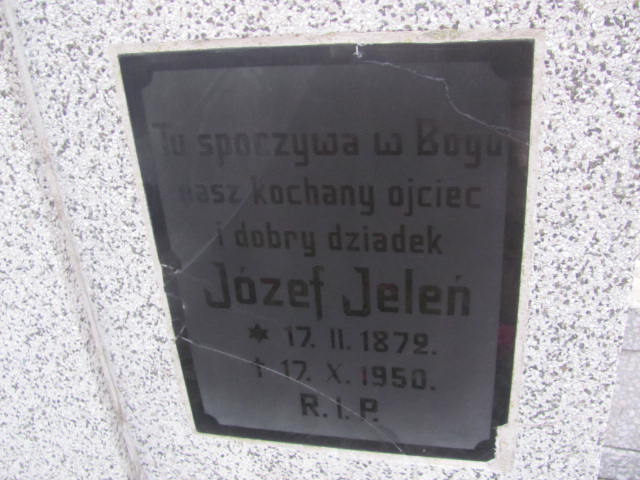 Tu spoczywa w Bogu
nasz kochany ojciec
i dobry dziadek
Józef Jeleń
* 17. II. 1872.
† 17. X. 1950.
R. I. P.